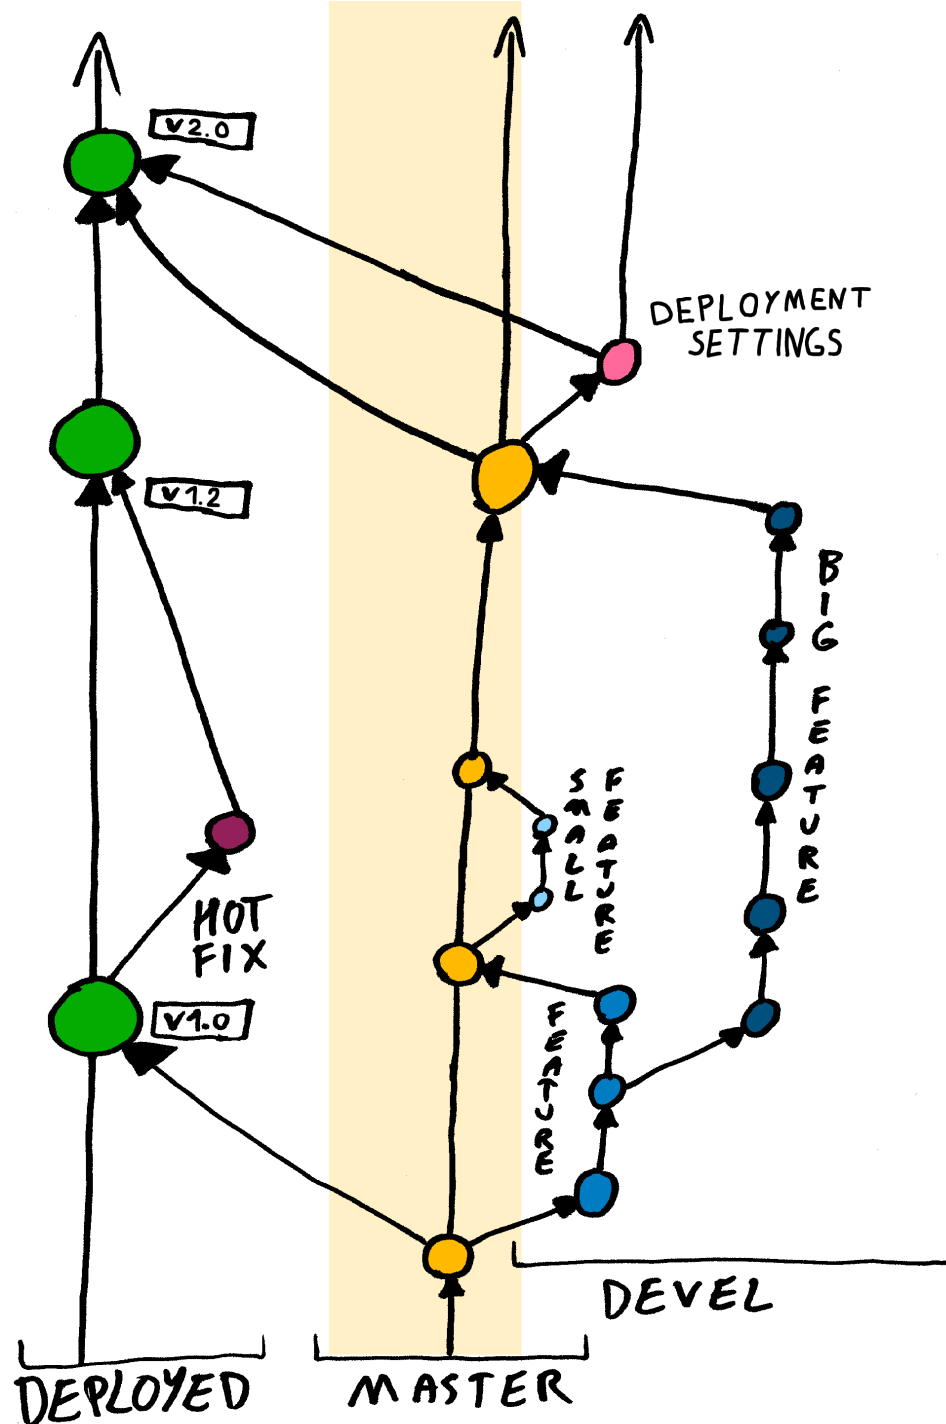 v2.0
DEPLOYMENT
SETTINGS
v1.2
BIG FEATURE
SMALL
FEATURE
HOT
FIX
v1.0
FEATURE
DEVEL
DEPLOYED
MASTER